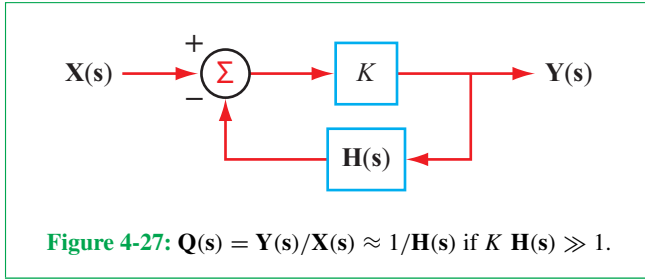 +
X(s)
Σ
K
Y(s)
−
H(s)
Figure 4-27: Q(s) = Y(s)/X(s) ≈ 1/H(s) if K H(s) ≫ 1.